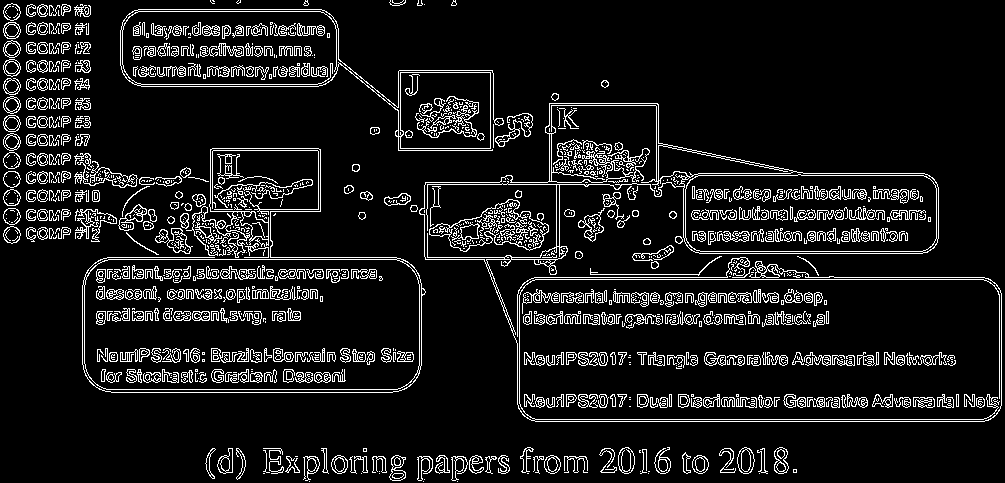 COMP #0
COMP #1
COMP #2
COMP #3
COMP #4
COMP #5
COMP #6
COMP #7
COMP #8
COMP #10
COMP #11
COMP #12
al,layer,deep,architecture,
gradient,activation,rnns,
recurrent,memory,residual
J
K
H
I
layer,deep,architecture,image,
convolutional,convolution,cnns,
representation,end,attention
gradient,sgd,stochastic,convergence,
descent, convex,optimization,
gradient descent,svrg, rate
NeurIPS2016: Barzilai-Borwein Step Size
for Stochastic Gradient Descent
adversarial,image,gan,generative,deep,
discriminator,generator,domain,attack,al
NeurIPS2017: Triangle Generative Adversarial Networks
NeurIPS2017: Dual Discriminator Generative Adversarial Nets
(d) Exploring papers from 2016 to 2018.